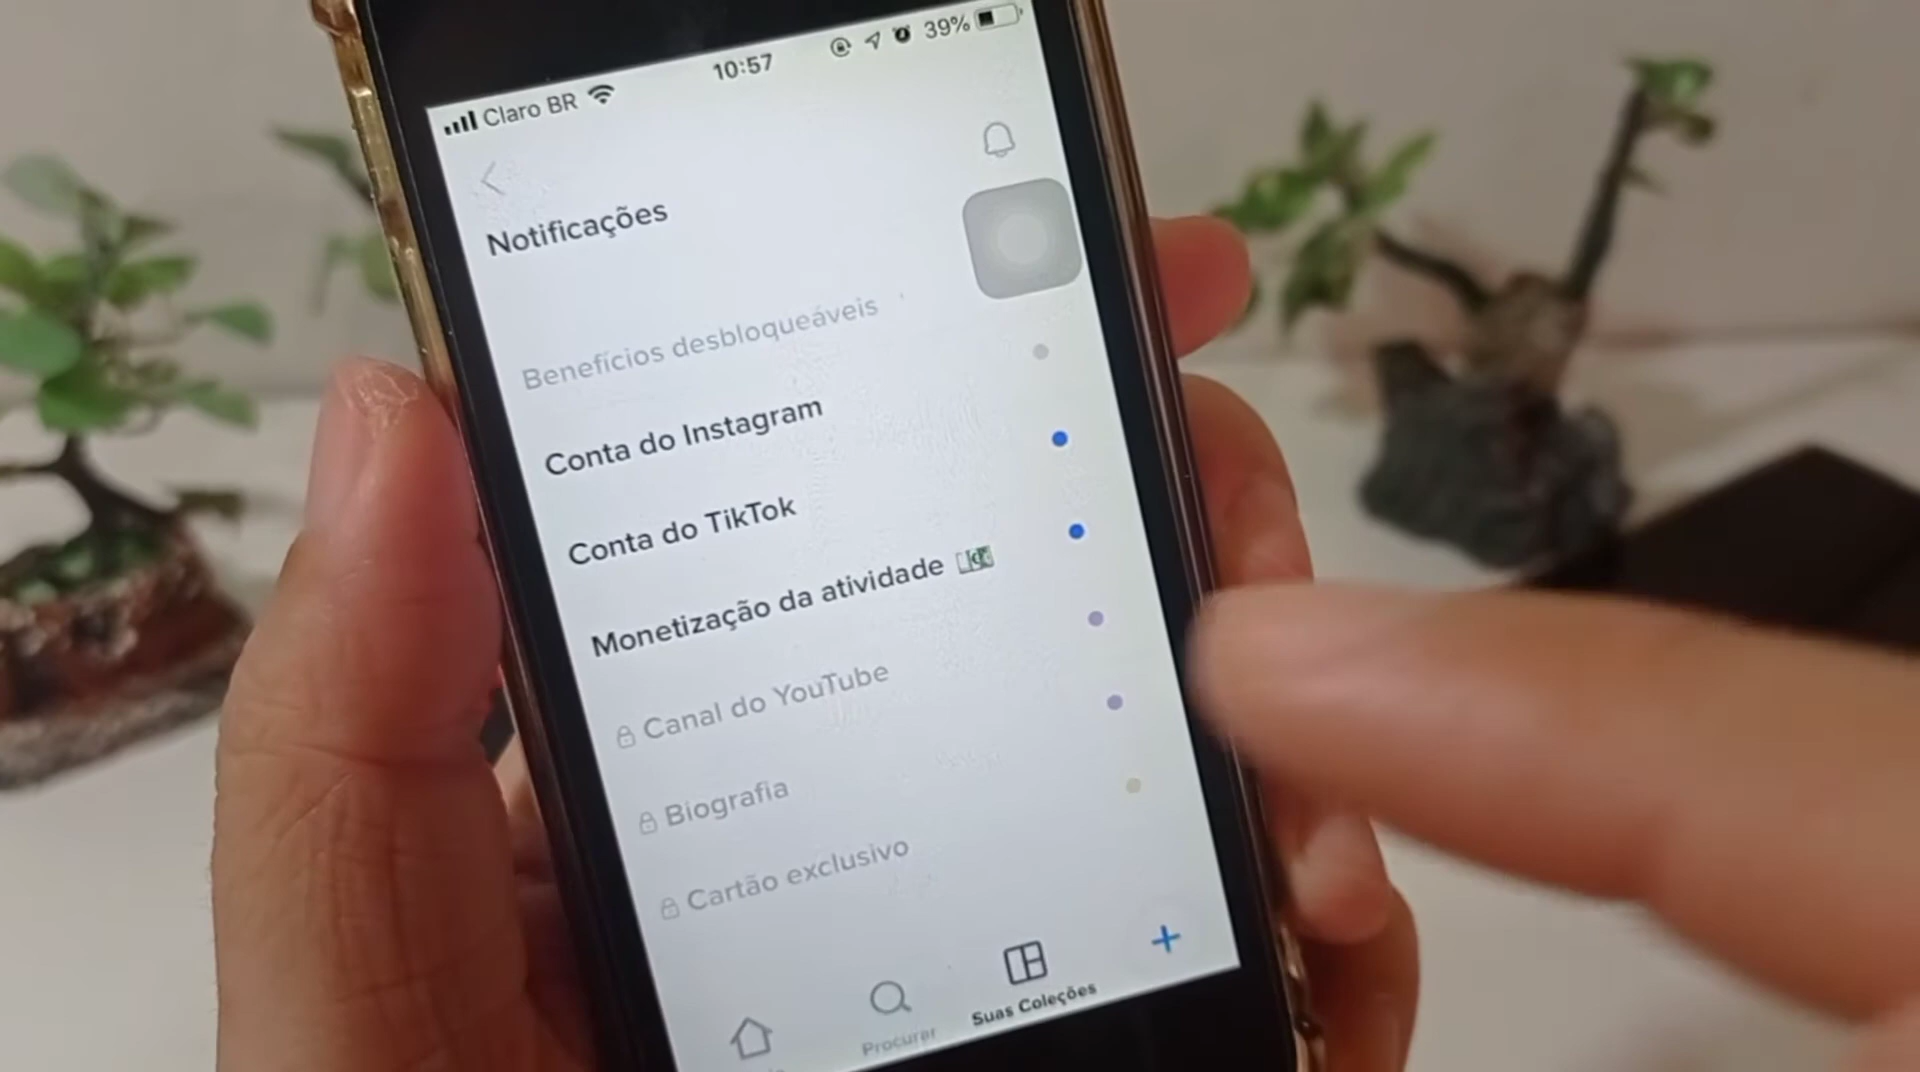 Claro BR
10:57
39%
Notificações
Benefícios desbloqueáveis
Conta do Instagram
Conta do TikTok
Monetização da atividade
Canal do YouTube
Biografia
Cartão exclusivo
Procurar
Suas Coleções